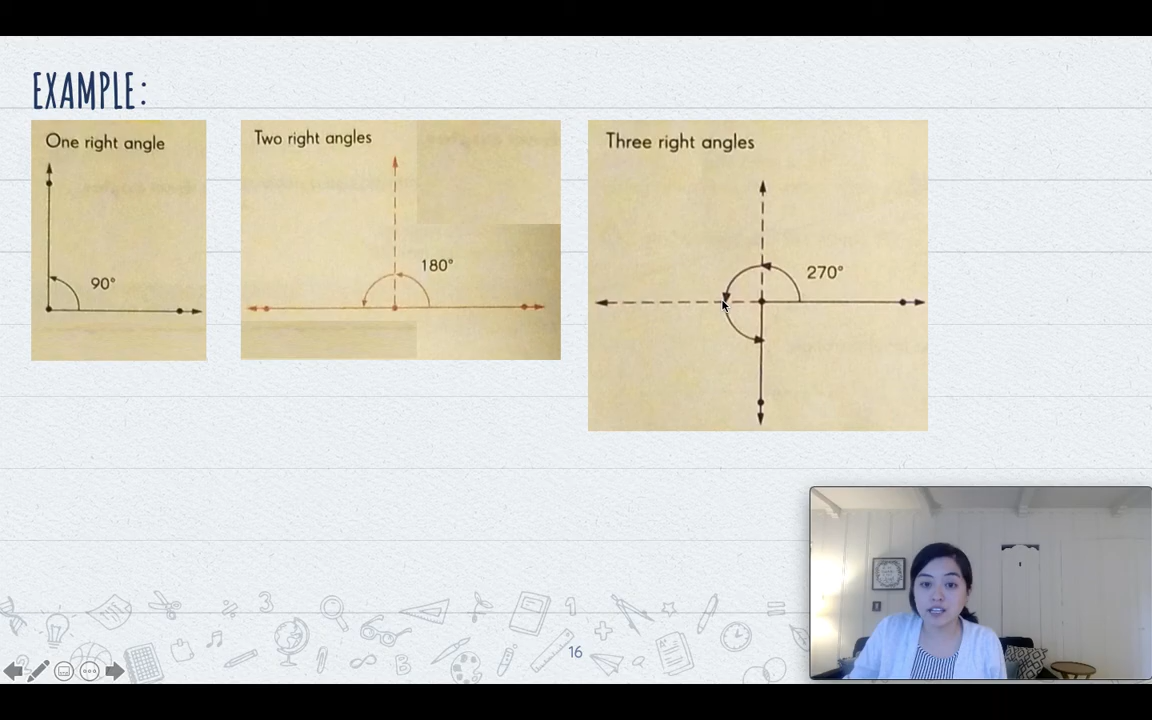 EXAMPLE:
One right angle
90°
Two right angles
180°
Three right angles
270°
16